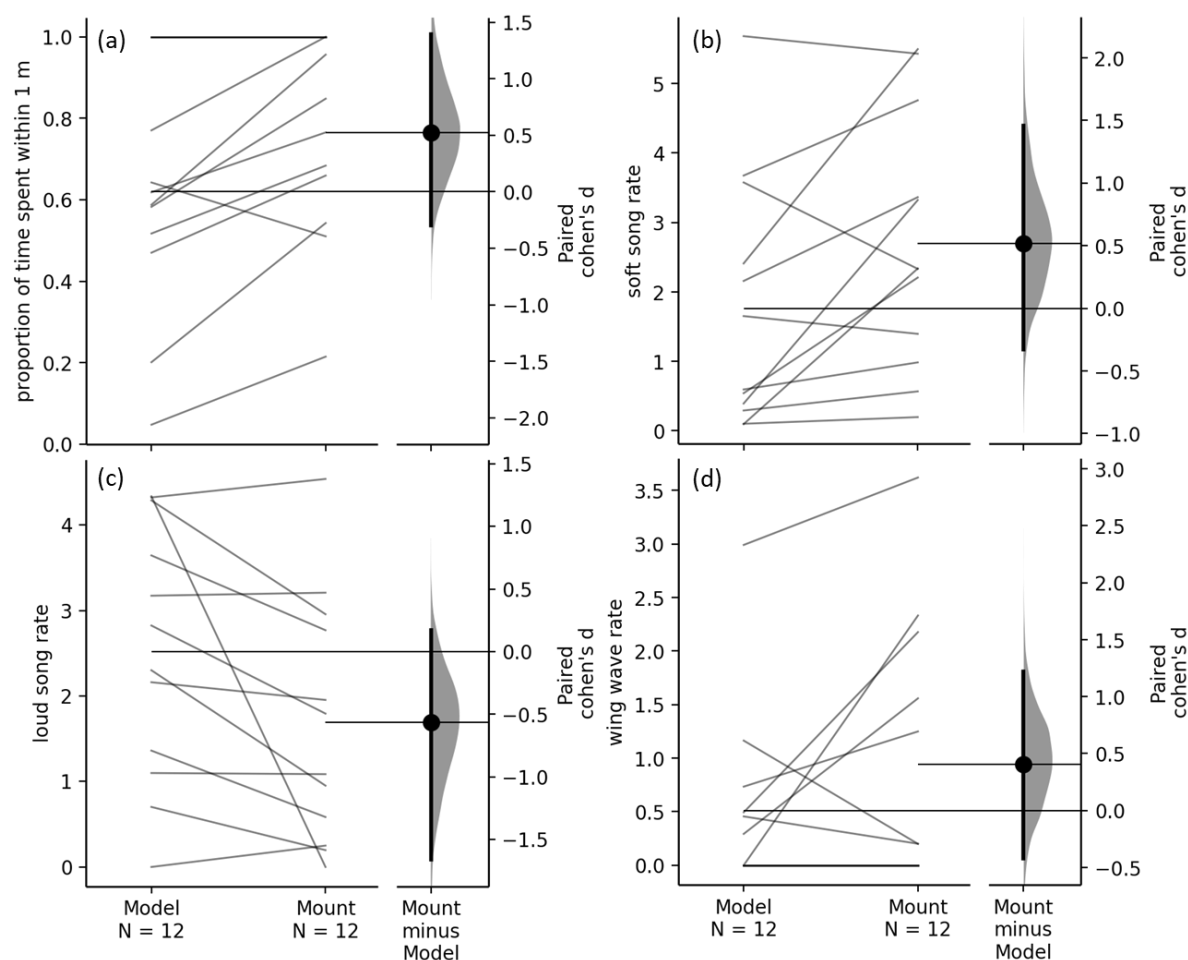 (a)
proportion of time spent within 1 m
1.0
0.8
0.6
0.4
0.2
0.0
1.5
1.0
0.5
0.0
−0.5
−1.0
−1.5
−2.0
Paired
cohen's d
(b)
soft song rate
5
4
3
2
1
0
2.0
1.5
1.0
0.5
0.0
−0.5
−1.0
Paired
cohen's d
(c)
loud song rate
4
3
2
1
0
1.5
1.0
0.5
0.0
−0.5
−1.0
−1.5
Paired
cohen's d
Model
N = 12
Mount
N = 12
Mount
minus
Model
(d)
wing wave rate
3.5
3.0
2.5
2.0
1.5
1.0
0.5
0.0
3.0
2.5
2.0
1.5
1.0
0.5
0.0
−0.5
Paired
cohen's d
Model
N = 12
Mount
N = 12
Mount
minus
Model